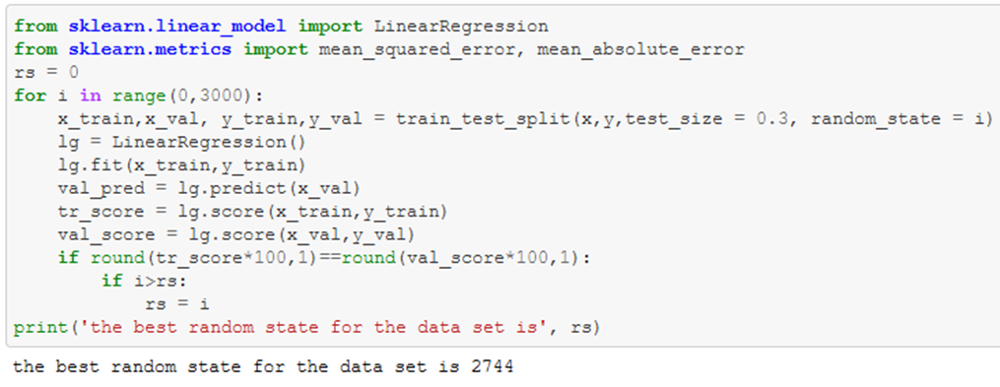 from sklearn.linear_model import LinearRegression
from sklearn.metrics import mean_squared_error, mean_absolute_error
rs = 0
for i in range(0,3000):
    x_train,x_val, y_train,y_val = train_test_split(x,y,test_size = 0.3, random_state = i)
    lg = LinearRegression()
    lg.fit(x_train,y_train)
    val_pred = lg.predict(x_val)
    tr_score = lg.score(x_train,y_train)
    val_score = lg.score(x_val,y_val)
    if round(tr_score*100,1)==round(val_score*100,1):
        if i>rs:
            rs = i
print('the best random state for the data set is', rs)
the best random state for the data set is 2744